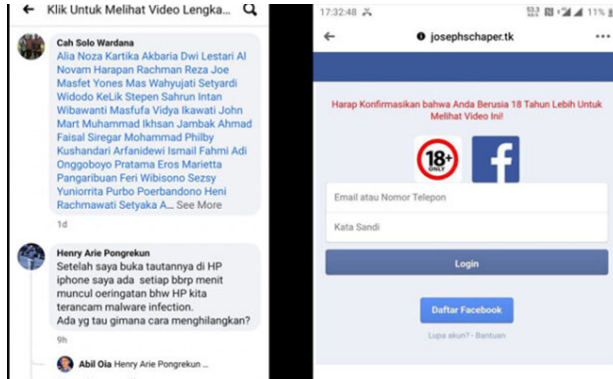 Klik Untuk Melihat Video Lengka...
Cah Solo Wardana
Alia Noza Kartika Akbaria Dwi Lestari Al
Novam Harapan Rachman Reza Joe
Masfet Yones Mas Wahyujati Setyardi
Widodo KeLik Stepen Sahrun Intan
Wibawanti Masfufa Vidya Ikawati John
Mart Muhammad Ikhsan Jambak Ahmad
Faisal Siregar Mohammad Philby
Kushandari Arfanidewi Ismail Fahmi Adi
Onggoboyo Pratama Eros Marietta
Pangaribuan Feri Wibisono Sezsy
Yuniorrita Purbo Poerbandono Heni
Rachmawati Setyaka A... See More
1d
Henry Arie Pongrekun
Setelah saya buka tautannya di HP
iphone saya ada setiap bbrp menit
muncul oeringatan bhw HP kita
terancam malware infection.
Ada yg tau gimana cara menghilangkan?
9h
Abil Oia Henry Arie Pongrekun ...
17:32:48
11%
josephschaper.tk
Harap Konfirmasikan bahwa Anda Berusia 18 Tahun Lebih Untuk
Melihat Video Ini!
18+
ONLY
f
Email atau Nomor Telepon
Kata Sandi
Login
Daftar Facebook
Lupa akun? - Bantuan